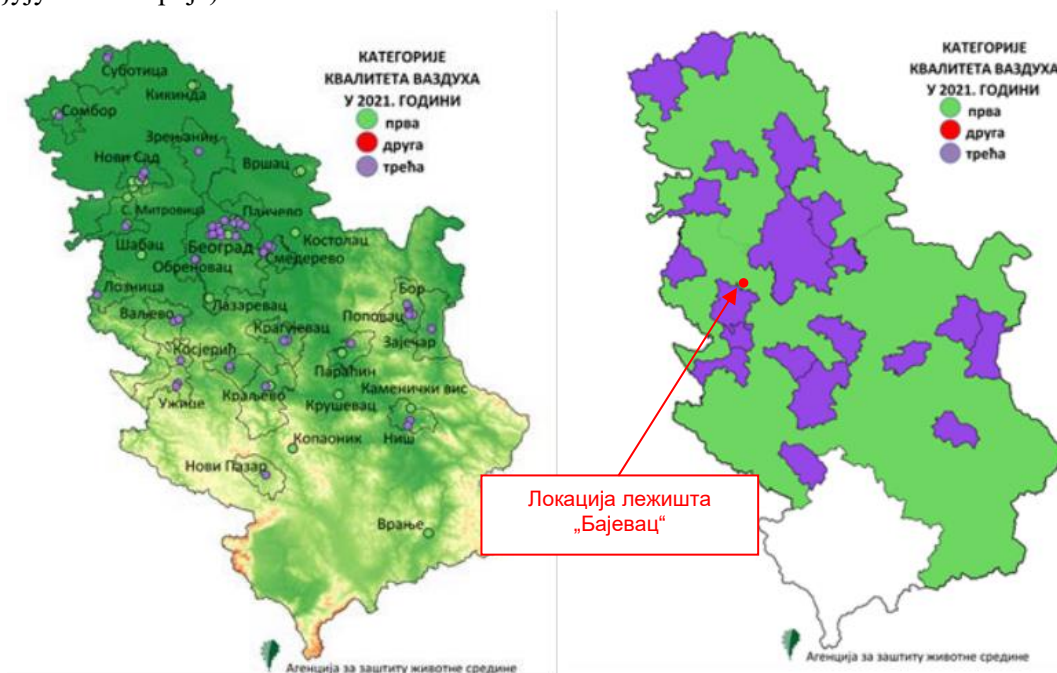 КАТЕГОРИЈЕ
КВАЛИТЕТА ВАЗДУХА
У 2021. ГОДИНИ
прва
друга
трећа
Суботица
Кикинда
Сомбор
Зрењанин
Нови Сад
Вршац
С. Митровица
Панчево
Шабац
Београд
Костолац
Обреновац
Смедерево
Лозница
Лазаревац
Бор
Ваљево
Крагујевац
Поповац
Косјерић
Зајечар
Параћин
Ужице
Краљево
Каменички вис
Крушевац
Копаоник
Ниш
Нови Пазар
Врање
Агенција за заштиту животне средине
КАТЕГОРИЈЕ
КВАЛИТЕТА ВАЗДУХА
У 2021. ГОДИНИ
прва
друга
трећа
Локација лежишта
„Бајевац“
Агенција за заштиту животне средине